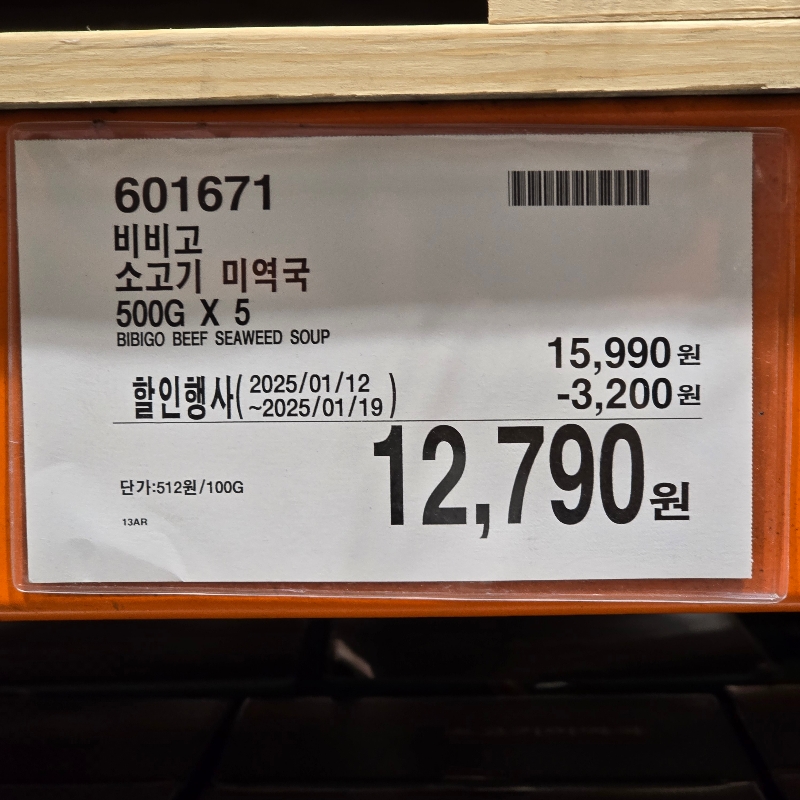 601671
비비고
소고기 미역국
500G X 5
BIBIGO BEEF SEAWEED SOUP
15,990원
할인행사( 2025/01/12
~2025/01/19 )
-3,200원
12,790원
단가:512원/100G
13AR